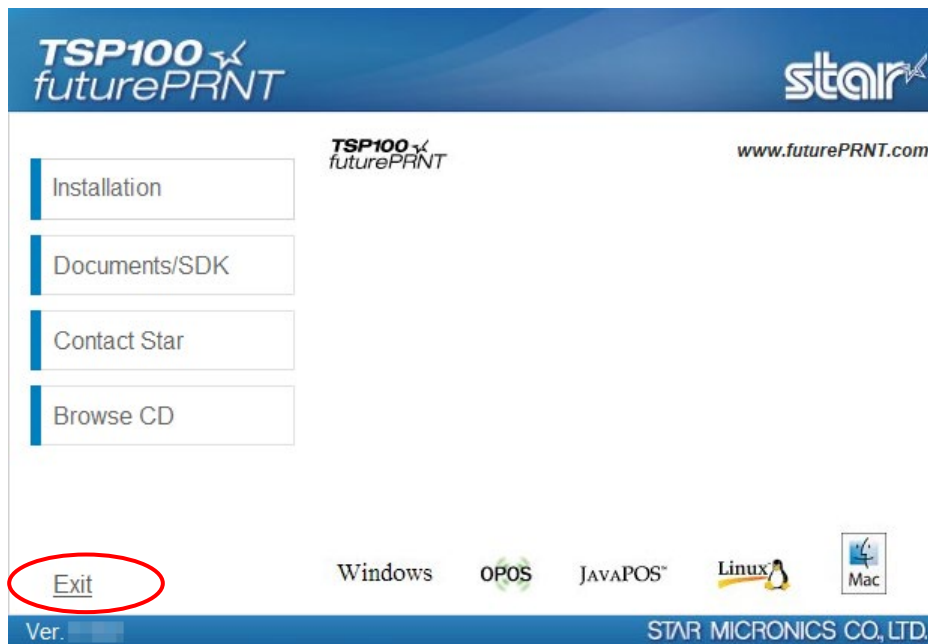 TSP100
futurePRNT
star
TSP100
futurePRNT
www.futurePRNT.com
Installation
Documents/SDK
Contact Star
Browse CD
Exit
Windows
OPOS
JAVAPOS™
Linux
Mac
Ver.
STAR MICRONICS CO., LTD.